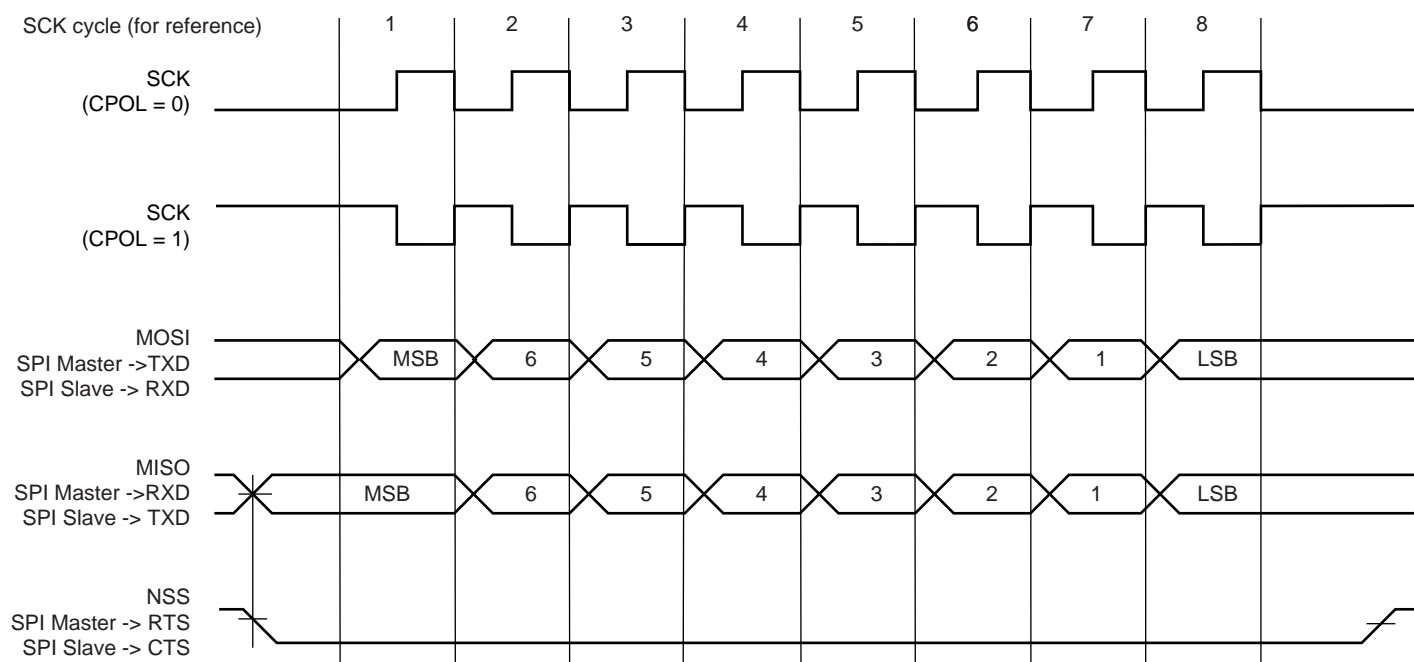 SCK cycle (for reference) 1 2 3 4 5 6 7 8
SCK
(CPOL = 0)
SCK
(CPOL = 1)
MOSI
SPI Master ->TXD
SPI Slave -> RXD
MSB 6 5 4 3 2 1 LSB
MISO
SPI Master ->RXD
SPI Slave -> TXD
MSB 6 5 4 3 2 1 LSB
NSS
SPI Master -> RTS
SPI Slave -> CTS